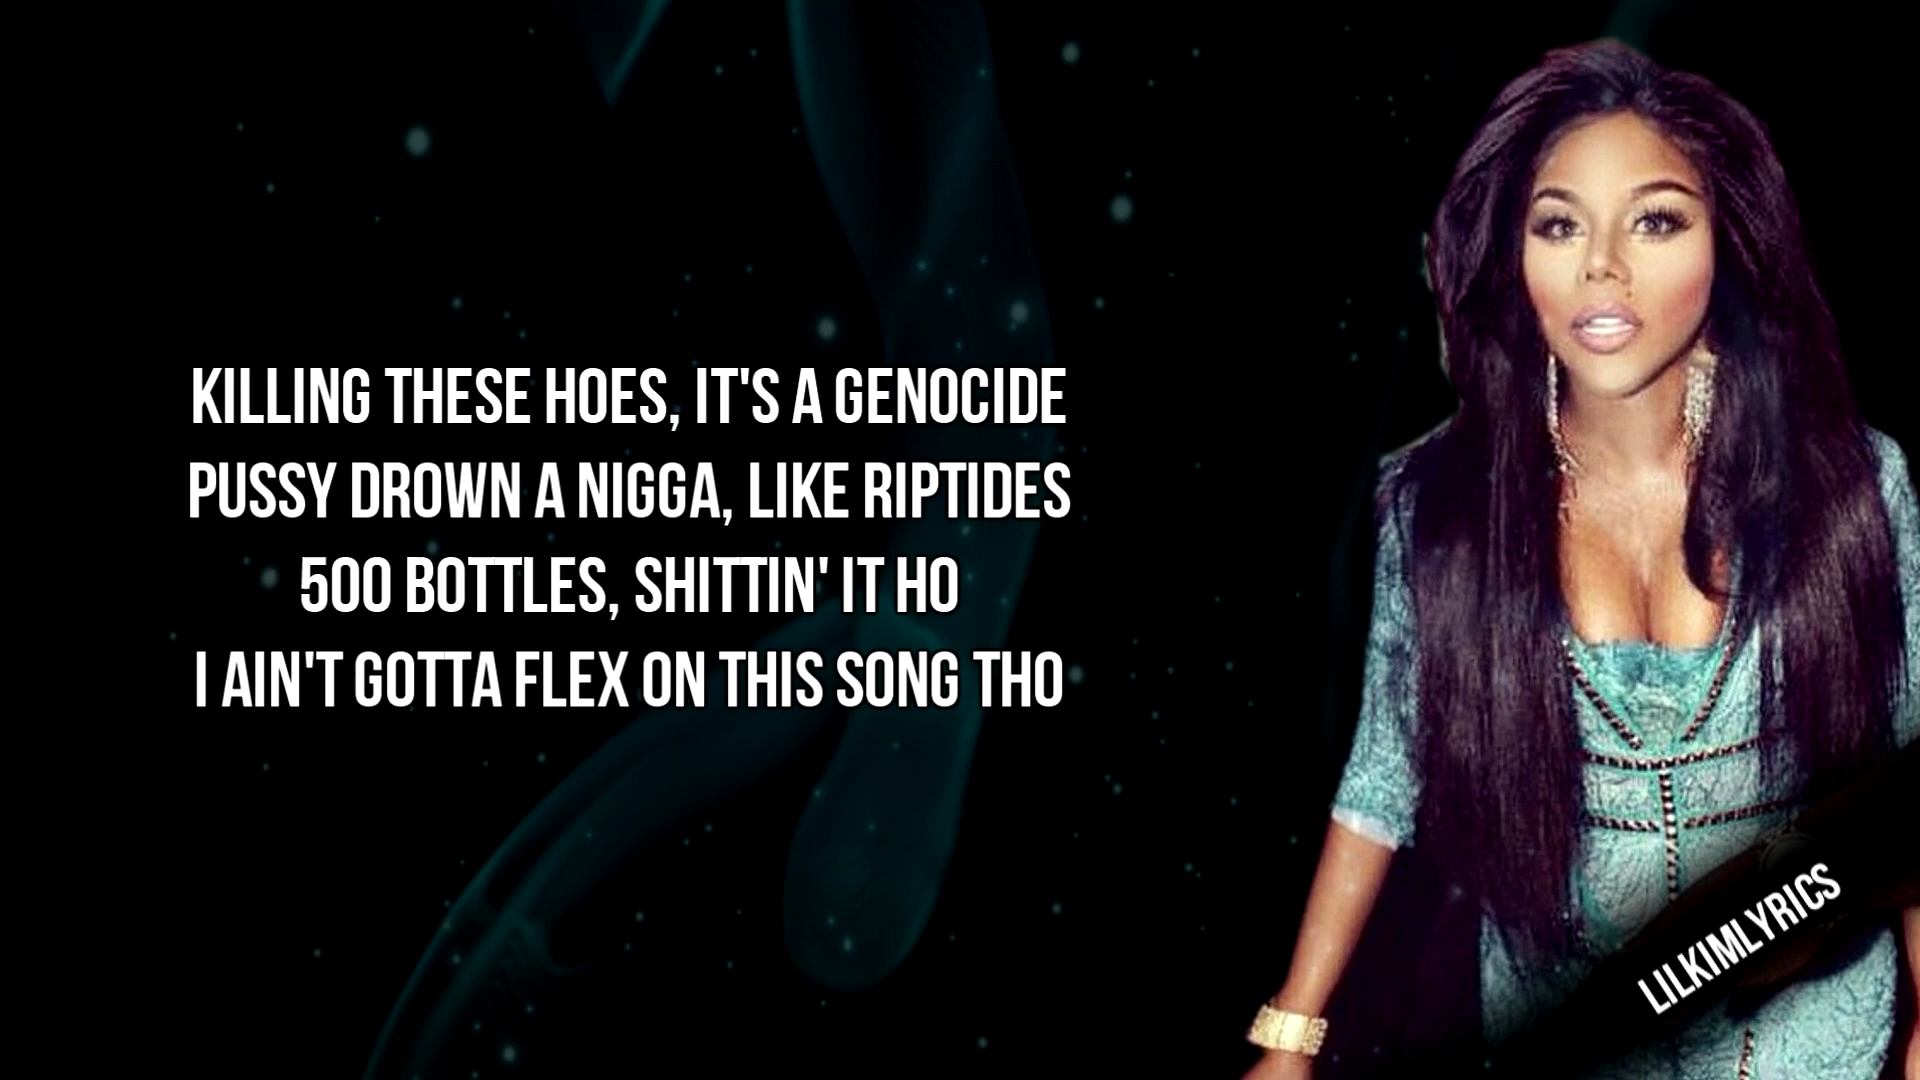 KILLING THESE HOES, IT'S A GENOCIDE
PUSSY DROWN A NIGGA, LIKE RIPTIDES
500 BOTTLES, SHITTIN' IT HO
I AIN'T GOTTA FLEX ON THIS SONG THO
LILKIMLYRICS